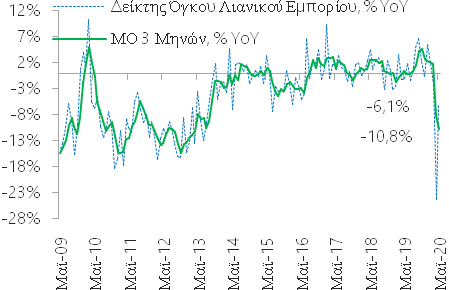 Δείκτης Όγκου Λιανικού Εμπορίου, % YoY
ΜΟ 3 Μηνών, % YoY
12%
7%
2%
-3%
-8%
-13%
-18%
-23%
-28%
-6,1%
-10,8%
Μαϊ-09
Μαϊ-10
Μαϊ-11
Μαϊ-12
Μαϊ-13
Μαϊ-14
Μαϊ-15
Μαϊ-16
Μαϊ-17
Μαϊ-18
Μαϊ-19
Μαϊ-20